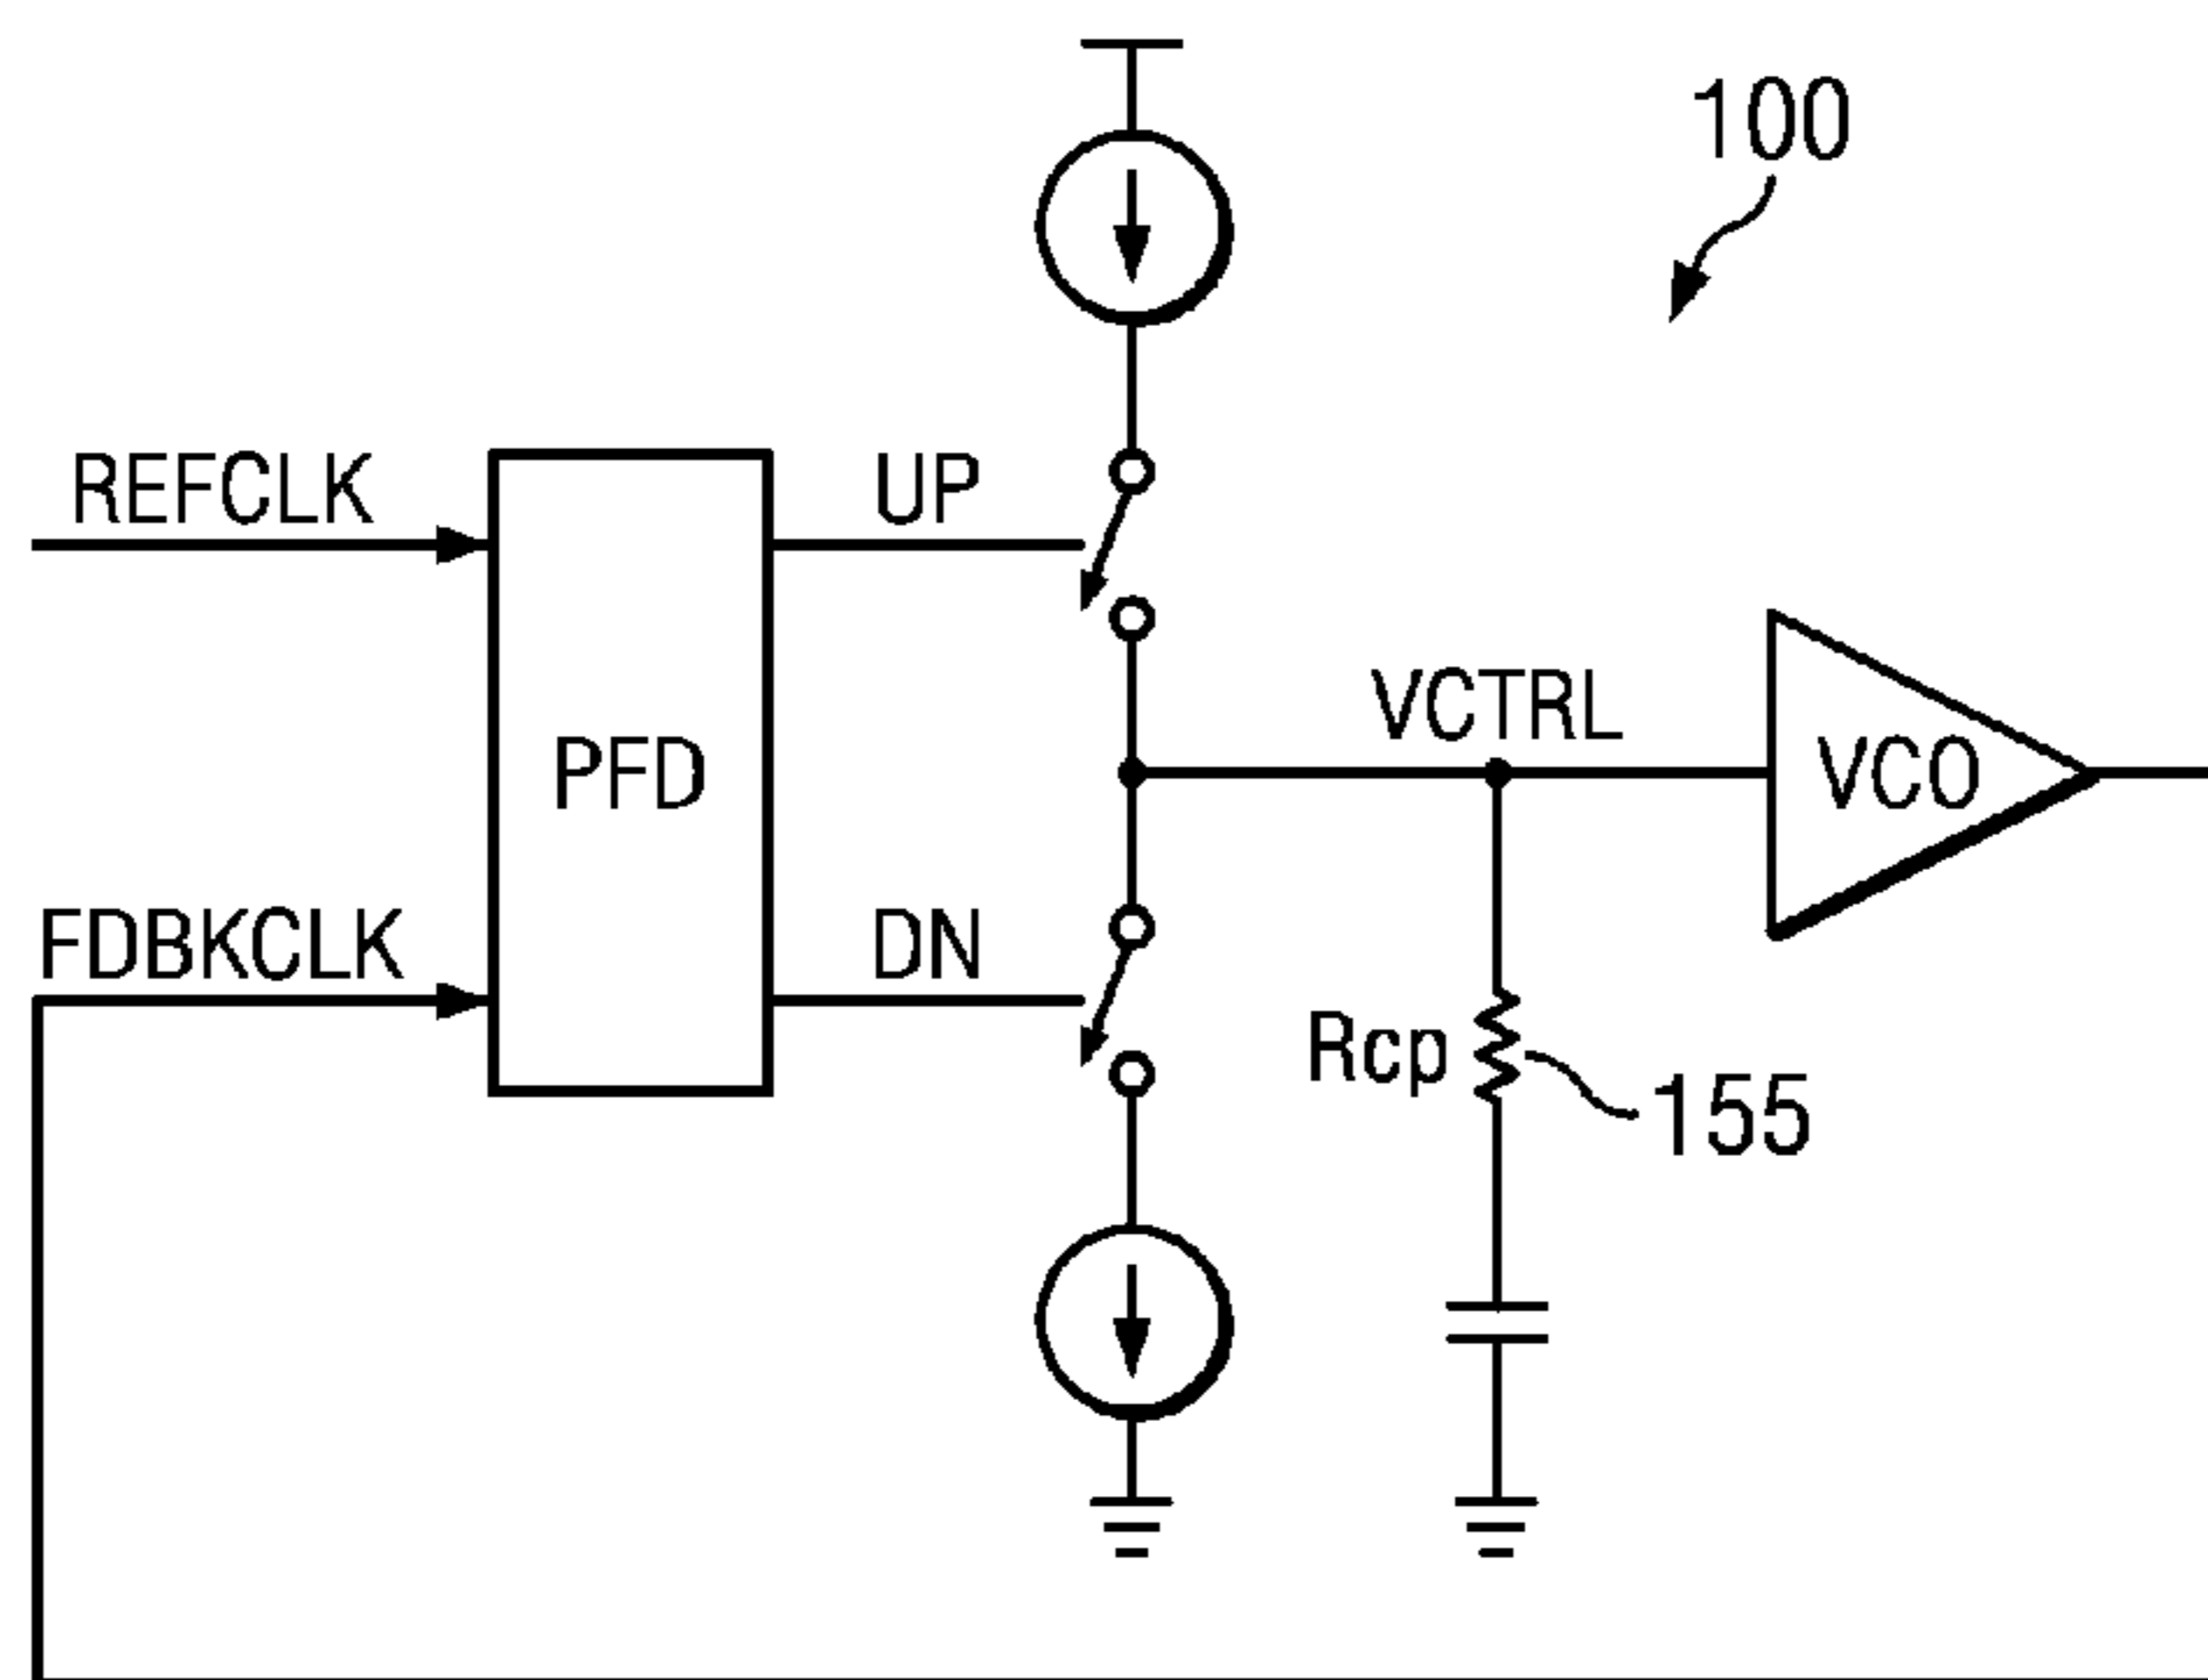 100
REFCLK
UP
VCTRL
PFD
VCO
FDBKCLK
DN
Rcp
155